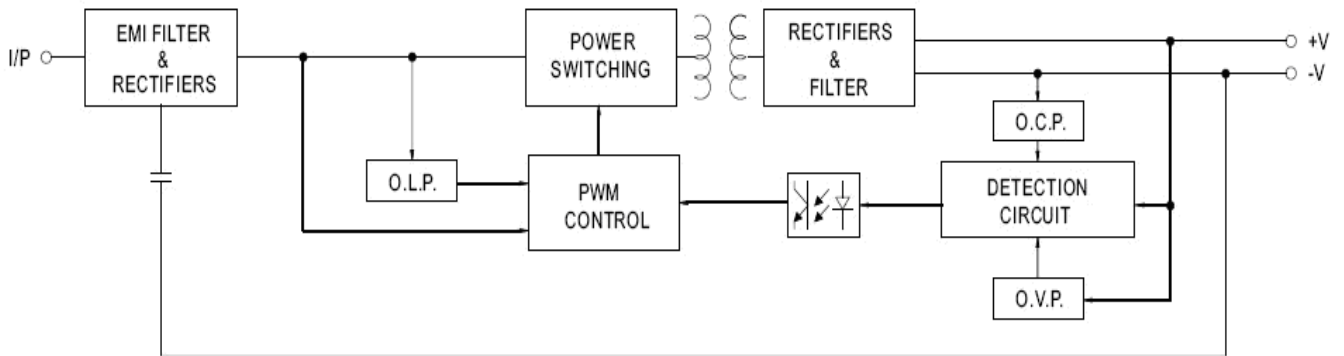 I/P
EMI FILTER
&
RECTIFIERS
POWER
SWITCHING
RECTIFIERS
&
FILTER
+V
-V
O.C.P.
O.L.P.
PWM
CONTROL
DETECTION
CIRCUIT
O.V.P.